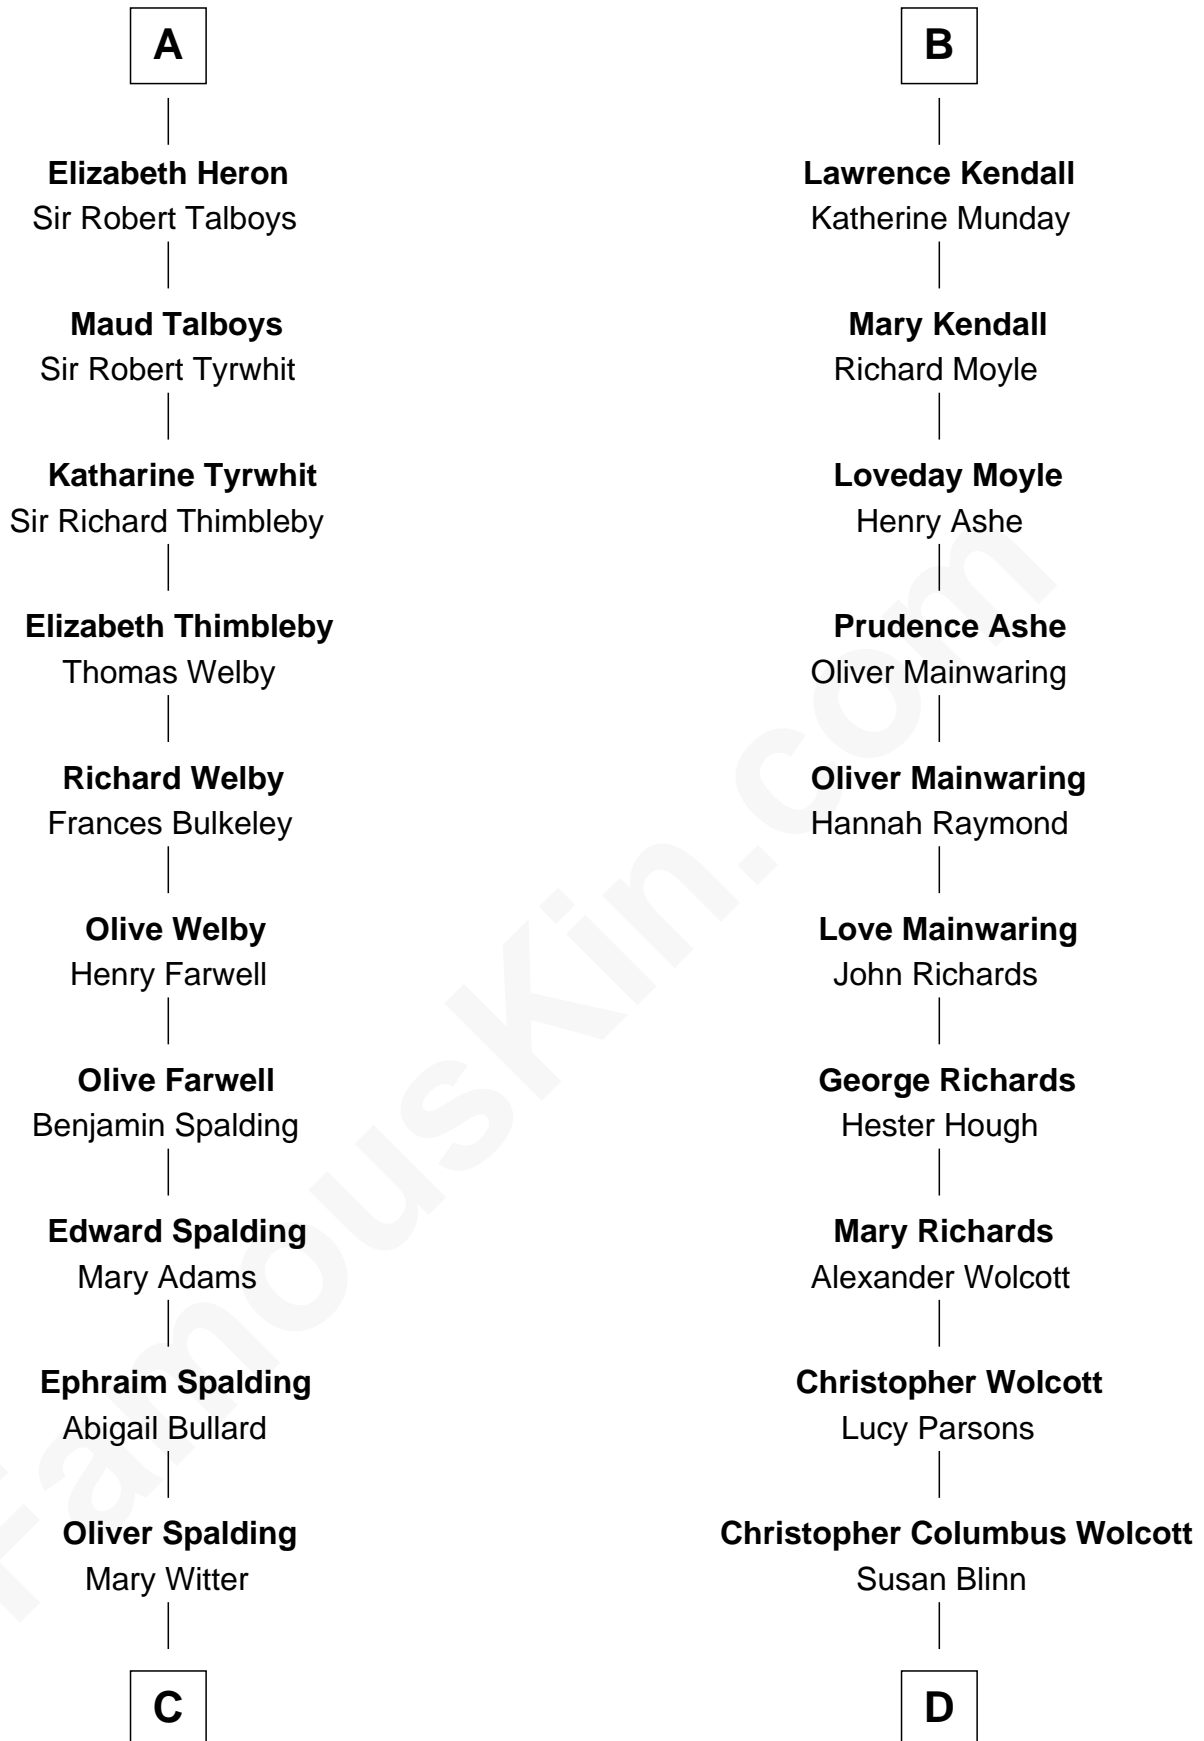 A
Elizabeth Heron
Sir Robert Talboys
Maud Talboys
Sir Robert Tyrwhit
Katharine Tyrwhit
Sir Richard Thimbleby
Elizabeth Thimbleby
Thomas Welby
Richard Welby
Frances Bulkeley
Olive Welby
Henry Farwell
Olive Farwell
Benjamin Spalding
Edward Spalding
Mary Adams
Ephraim Spalding
Abigail Bullard
Oliver Spalding
Mary Witter
C
B
Lawrence Kendall
Katherine Munday
Mary Kendall
Richard Moyle
Loveday Moyle
Henry Ashe
Prudence Ashe
Oliver Mainwaring
Oliver Mainwaring
Hannah Raymond
Love Mainwaring
John Richards
George Richards
Hester Hough
Mary Richards
Alexander Wolcott
Christopher Wolcott
Lucy Parsons
Christopher Columbus Wolcott
Susan Blinn
D
FamousKin.com